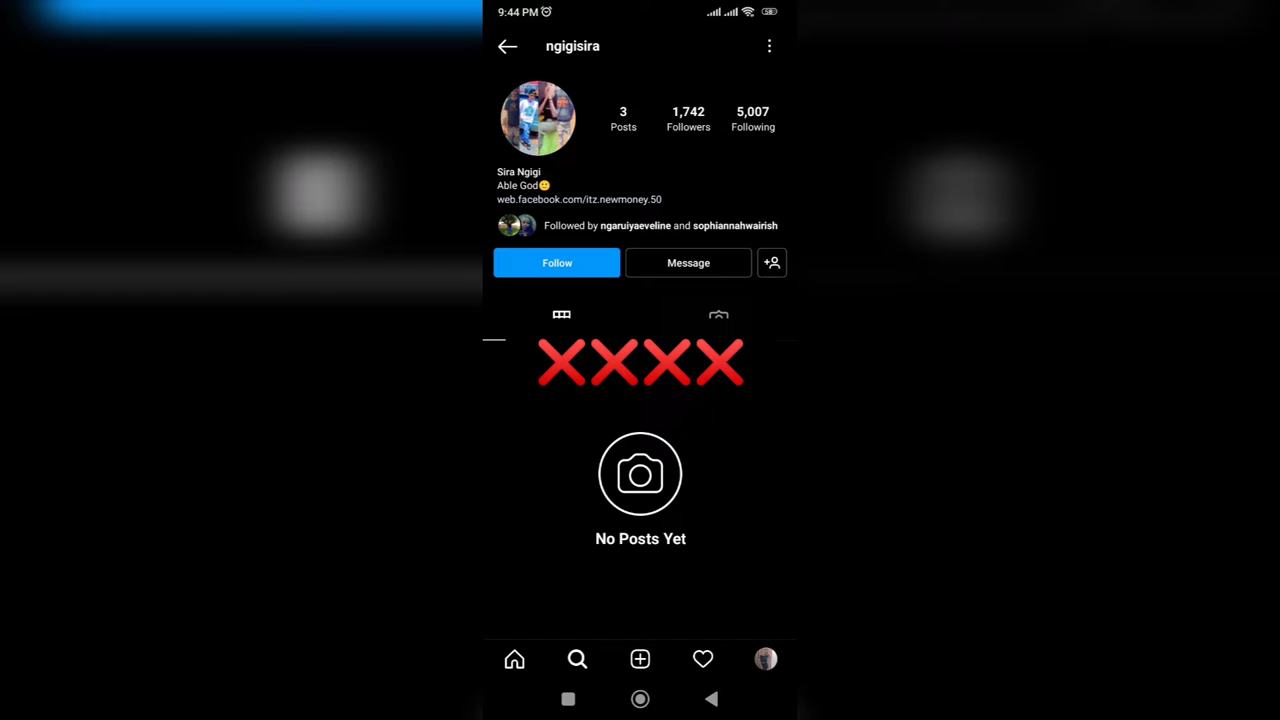 9:44 PM
58
ngigisira
3 1,742 5,007
Posts Followers Following
Sira Ngigi
Able God🙂
web.facebook.com/itz.newmoney.50
Followed by ngaruiyaeveline and sophiannahwairish
Follow Message
No Posts Yet